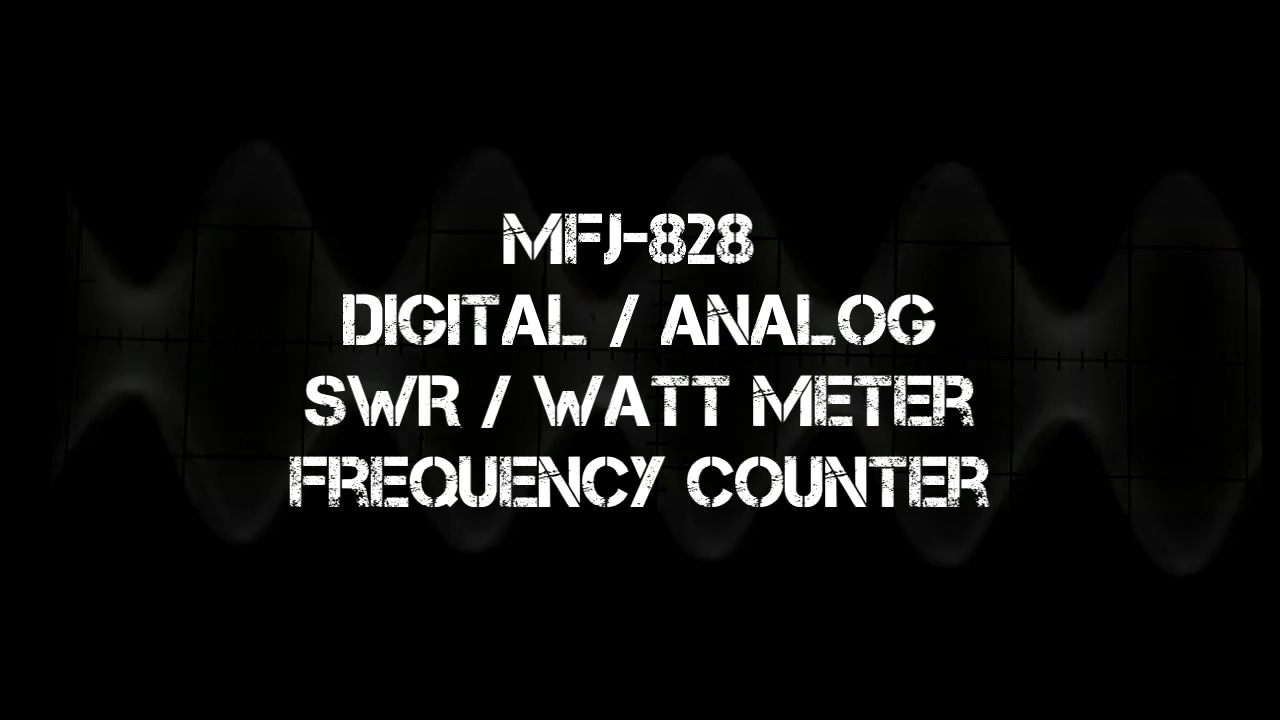 MFJ-828
DIGITAL / ANALOG
SWR / WATT METER
FREQUENCY COUNTER